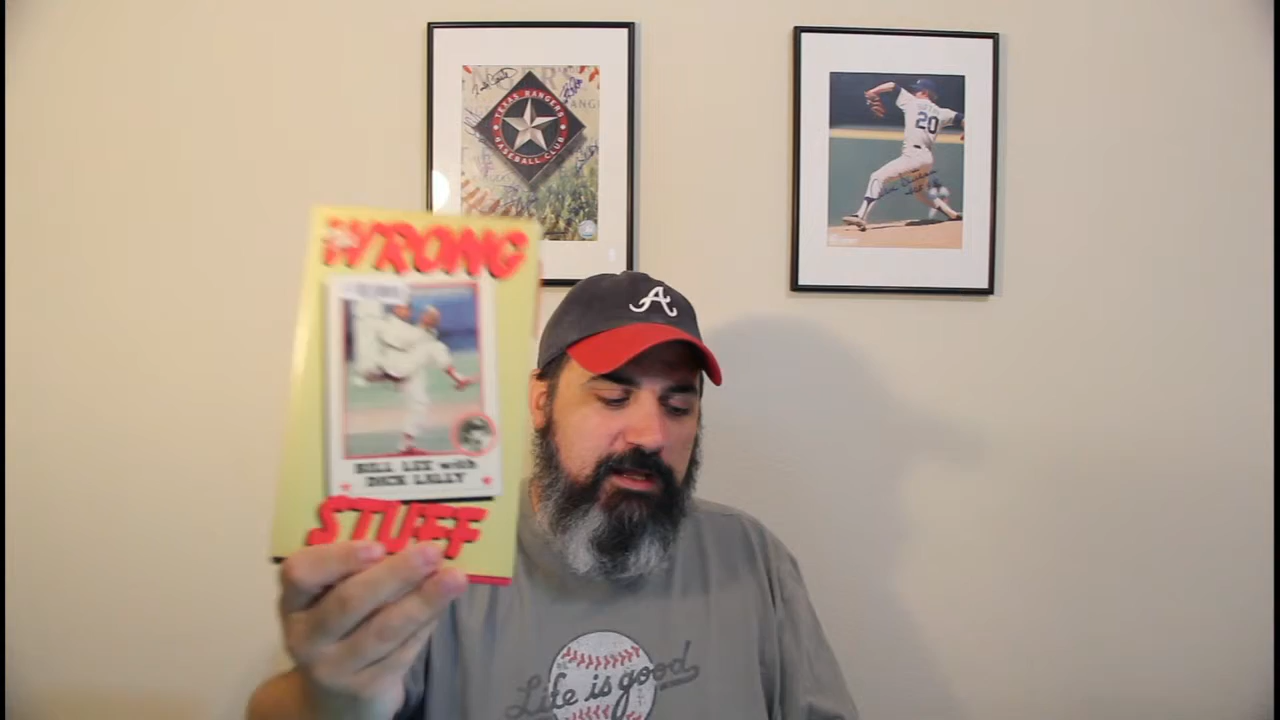 TEXAS RANGERS
BASEBALL CLUB
20
THE
WRONG
BILL LEE with
DICK LALLY
STUFF
A
Life is good